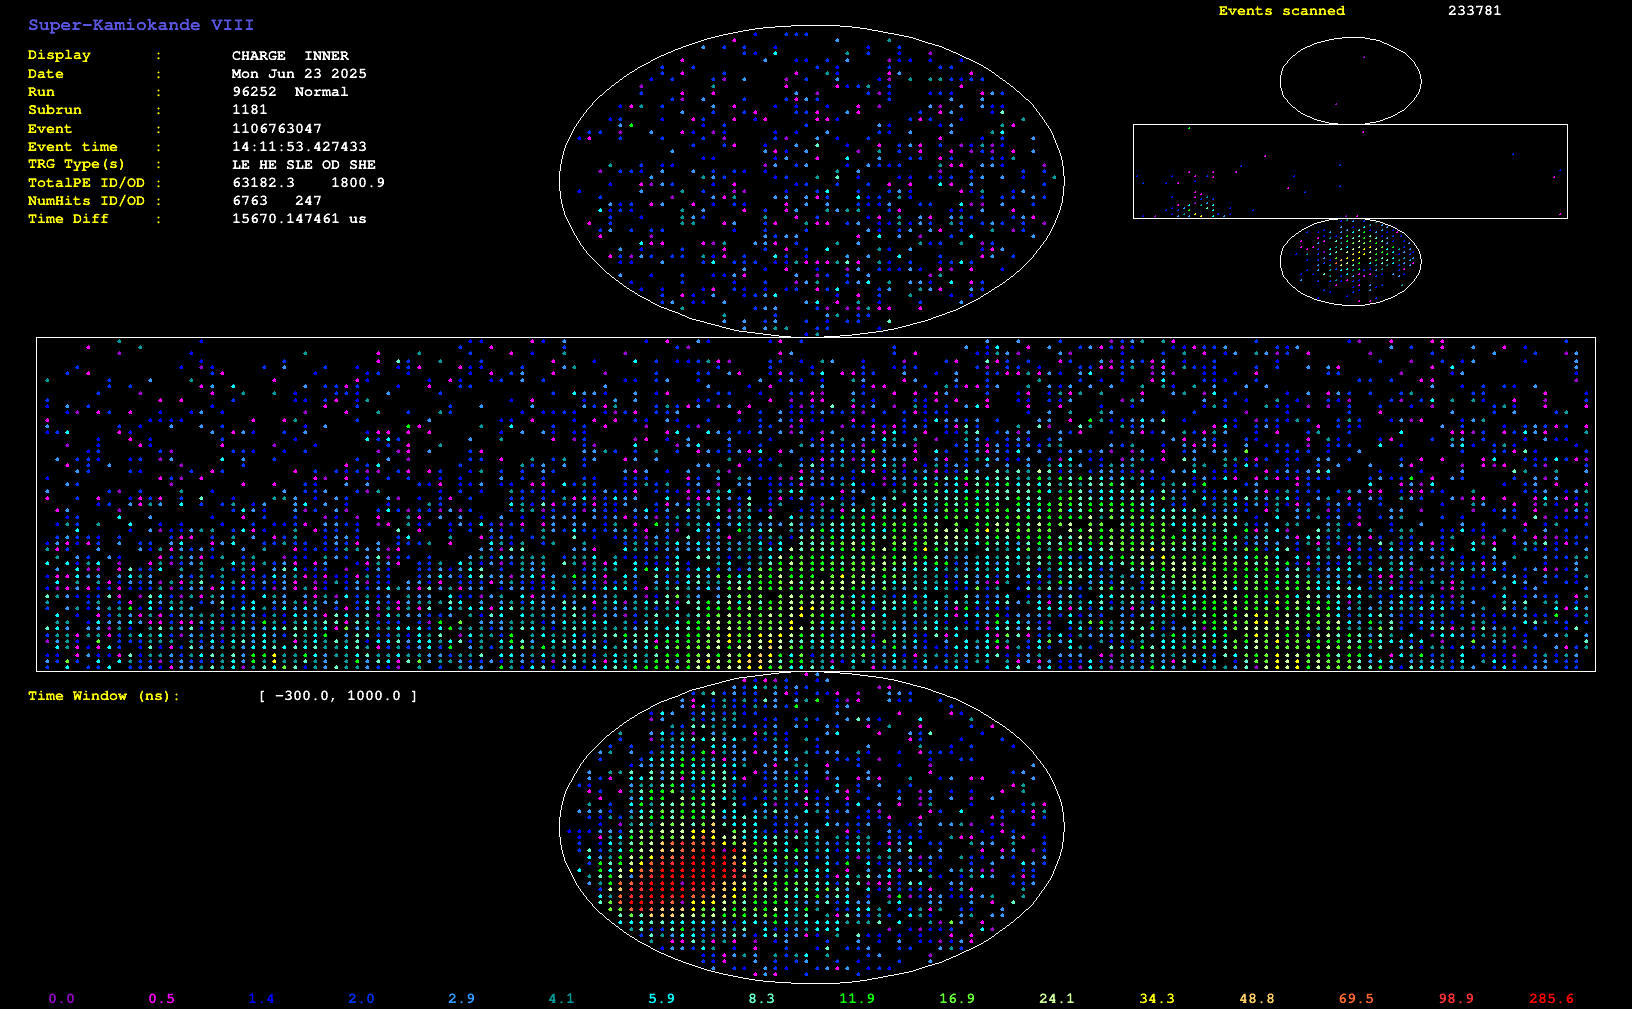 Super-Kamiokande VIII
Events scanned 233781
Display : CHARGE INNER
Date : Mon Jun 23 2025
Run : 96252 Normal
Subrun : 1181
Event : 1106763047
Event time : 14:11:53.427433
TRG Type(s) : LE HE SLE OD SHE
TotalPE ID/OD : 63182.3 1800.9
NumHits ID/OD : 6763 247
Time Diff : 15670.147461 us
Time Window (ns): [ -300.0, 1000.0 ]
0.0 0.5 1.4 2.0 2.9 4.1 5.9 8.3 11.9 16.9 24.1 34.3 48.8 69.5 98.9 285.6